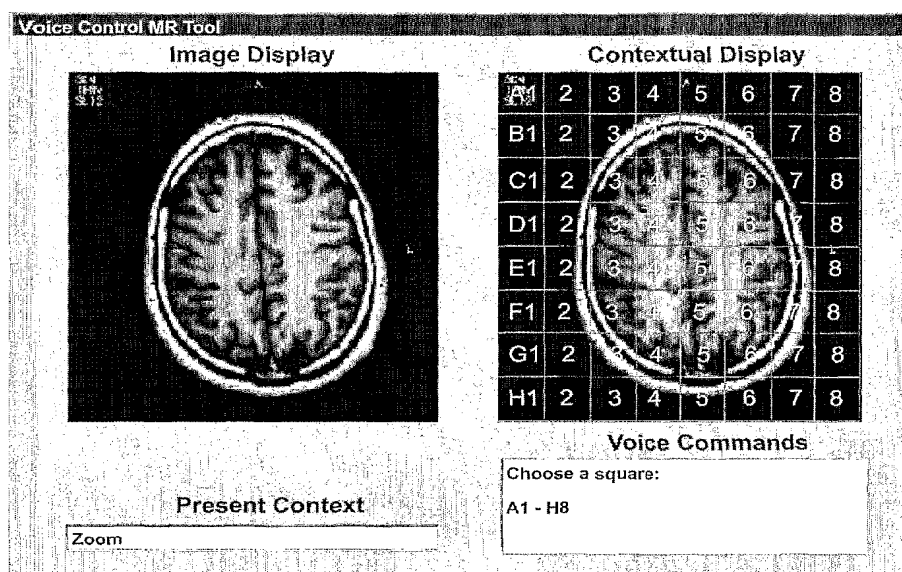 Voice Control MR Tool
Image Display
Contextual Display
A
L
A1 2 3 4 5 6 7 8
B1 2 3 4 5 6 7 8
C1 2 3 4 5 6 7 8
D1 2 3 4 5 6 7 8
E1 2 3 4 5 6 7 8
F1 2 3 4 5 6 7 8
G1 2 3 4 5 6 7 8
H1 2 3 4 5 6 7 8
Voice Commands
Choose a square:
A1 - H8
Present Context
Zoom